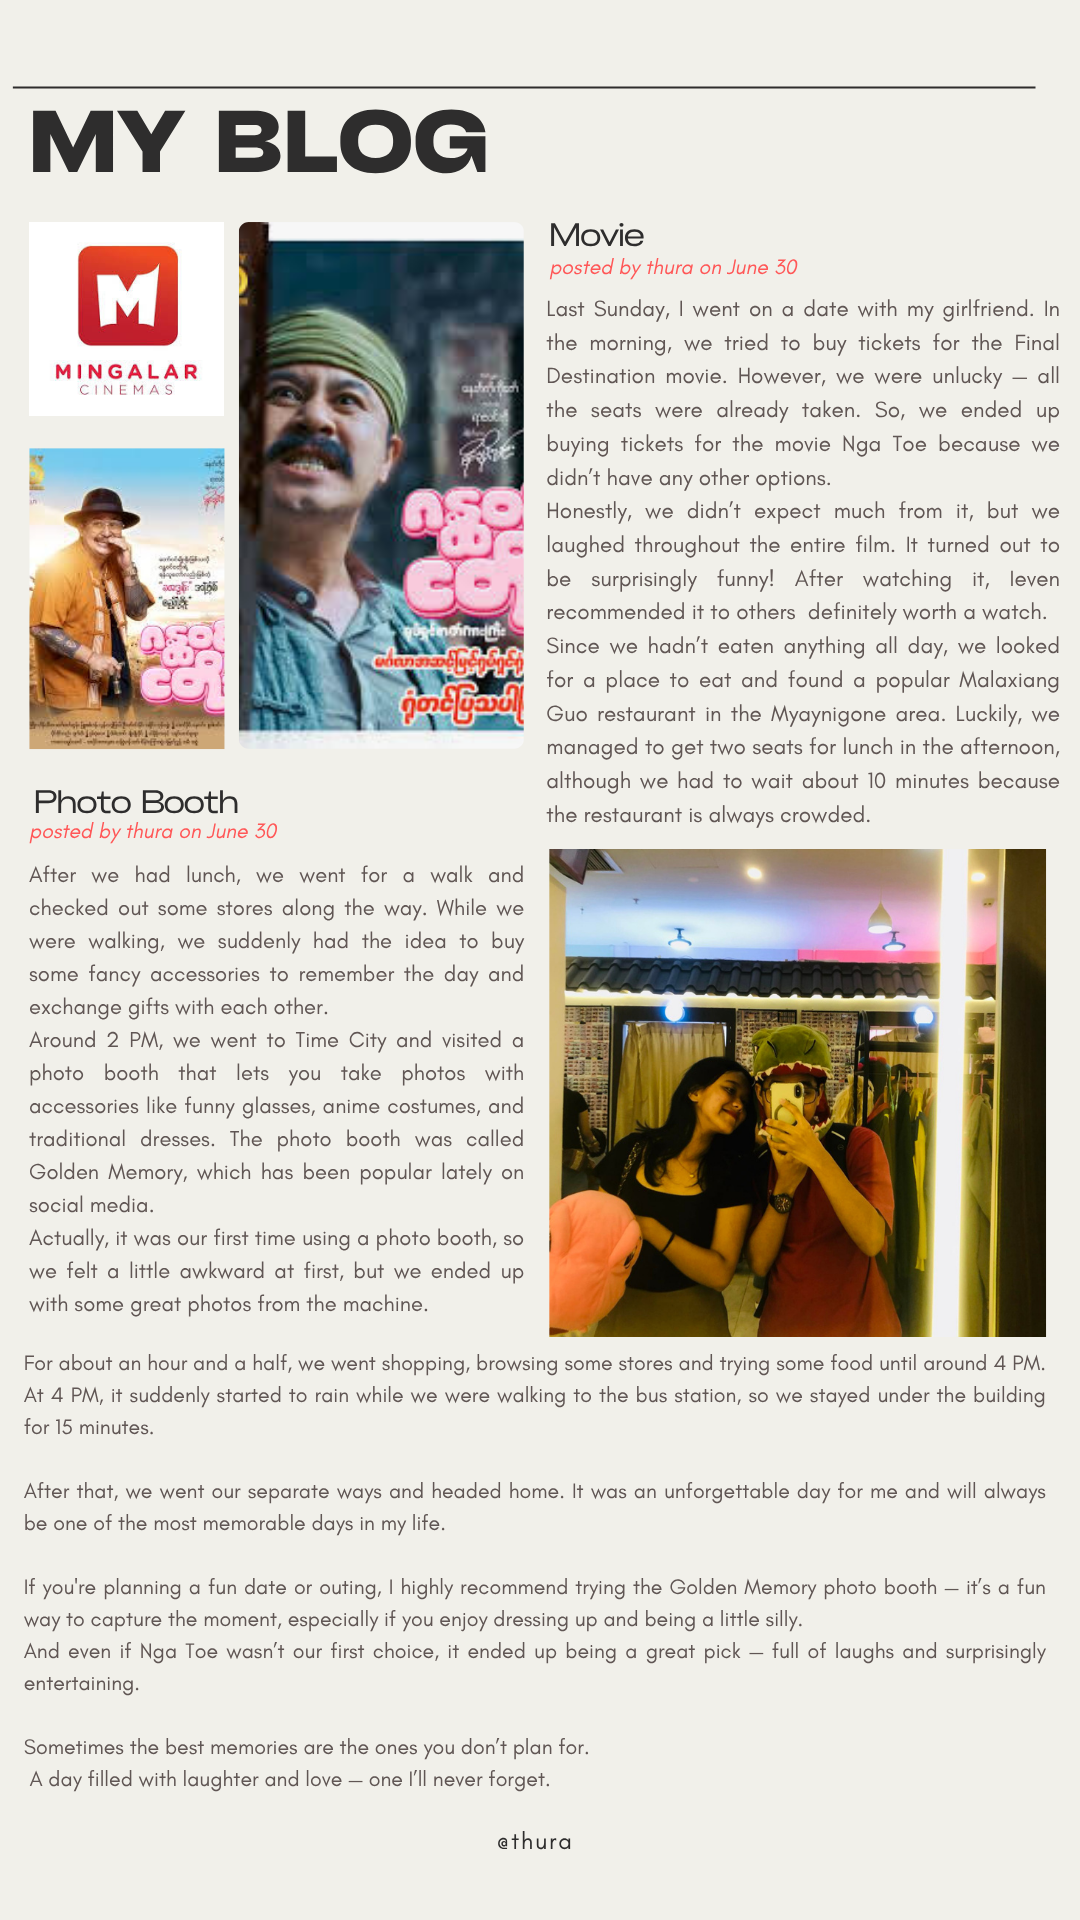 MY BLOG
MINGALAR
CINEMAS
Movie
posted by thura on June 30
Last Sunday, I went on a date with my girlfriend. In
the morning, we tried to buy tickets for the Final
Destination movie. However, we were unlucky — all
the seats were already taken. So, we ended up
buying tickets for the movie Nga Toe because we
didn’t have any other options.
Honestly, we didn’t expect much from it, but we
laughed throughout the entire film. It turned out to
be surprisingly funny! After watching it, Ieven
recommended it to others  definitely worth a watch.
Since we hadn’t eaten anything all day, we looked
for a place to eat and found a popular Malaxiang
Guo restaurant in the Myaynigone area. Luckily, we
managed to get two seats for lunch in the afternoon,
although we had to wait about 10 minutes because
the restaurant is always crowded.
Photo Booth
posted by thura on June 30
After we had lunch, we went for a walk and
checked out some stores along the way. While we
were walking, we suddenly had the idea to buy
some fancy accessories to remember the day and
exchange gifts with each other.
Around 2 PM, we went to Time City and visited a
photo booth that lets you take photos with
accessories like funny glasses, anime costumes, and
traditional dresses. The photo booth was called
Golden Memory, which has been popular lately on
social media.
Actually, it was our first time using a photo booth, so
we felt a little awkward at first, but we ended up
with some great photos from the machine.
For about an hour and a half, we went shopping, browsing some stores and trying some food until around 4 PM.
At 4 PM, it suddenly started to rain while we were walking to the bus station, so we stayed under the building
for 15 minutes.
After that, we went our separate ways and headed home. It was an unforgettable day for me and will always
be one of the most memorable days in my life.
If you're planning a fun date or outing, I highly recommend trying the Golden Memory photo booth — it’s a fun
way to capture the moment, especially if you enjoy dressing up and being a little silly.
And even if Nga Toe wasn’t our first choice, it ended up being a great pick — full of laughs and surprisingly
entertaining.
Sometimes the best memories are the ones you don’t plan for.
A day filled with laughter and love — one I’ll never forget.
@thura